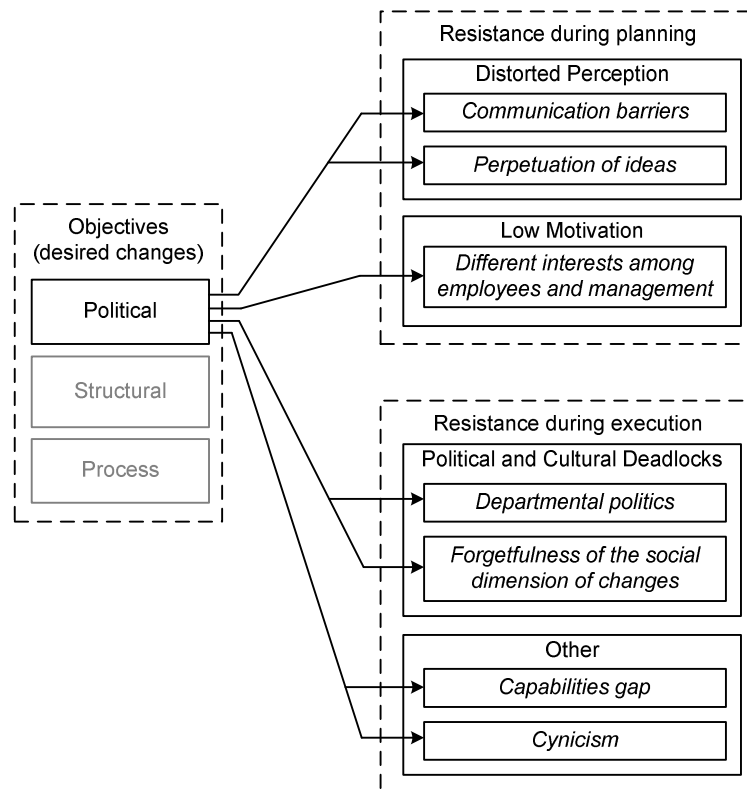 Objectives
(desired changes)
Political
Structural
Process
Resistance during planning
Distorted Perception
Communication barriers
Perpetuation of ideas
Low Motivation
Different interests among
employees and management
Resistance during execution
Political and Cultural Deadlocks
Departmental politics
Forgetfulness of the social
dimension of changes
Other
Capabilities gap
Cynicism